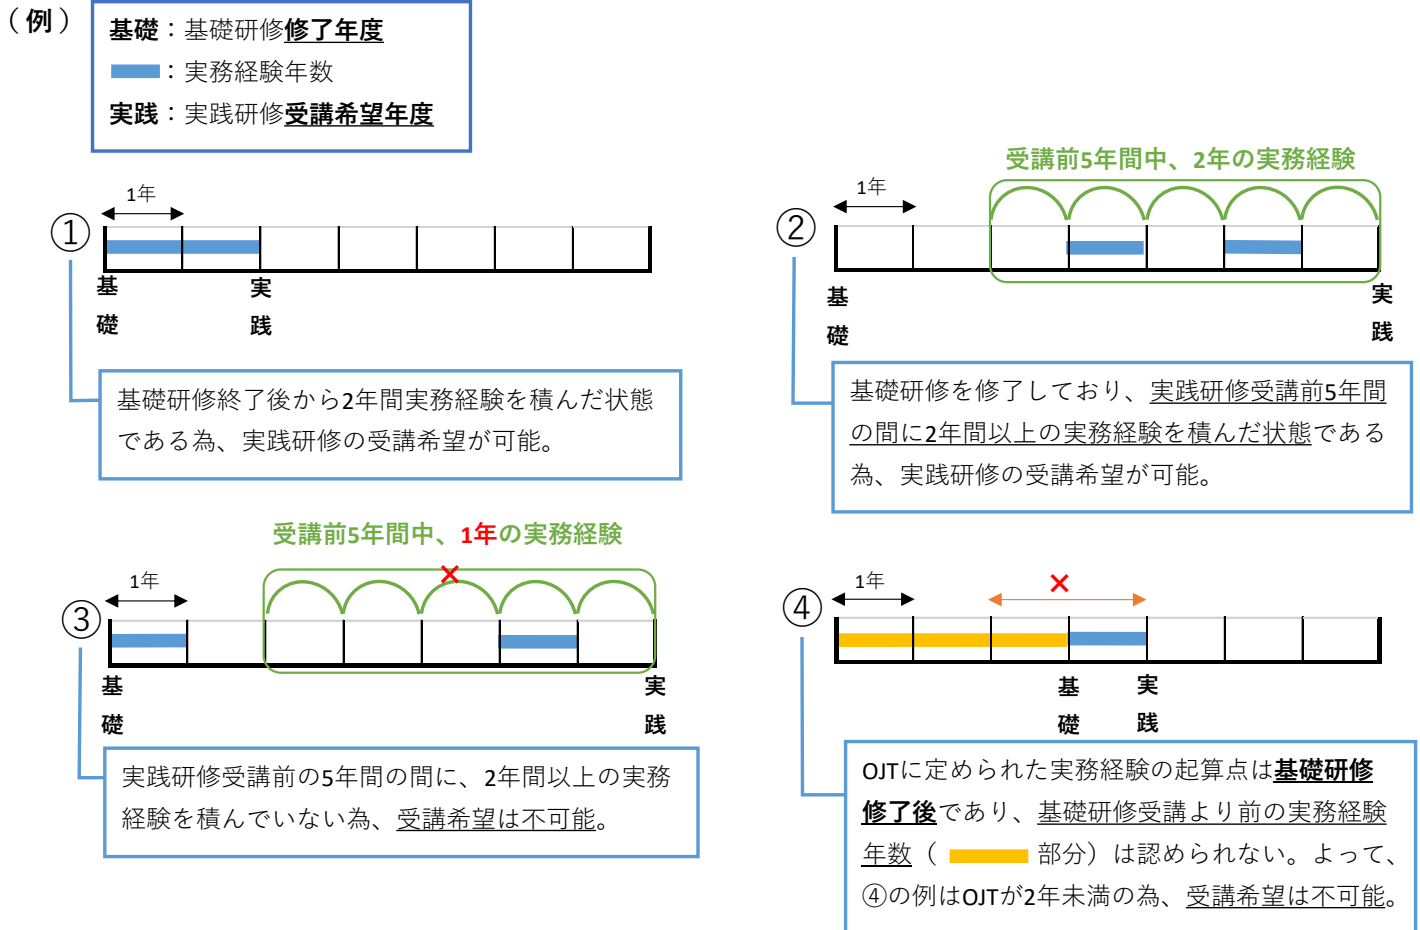 （例）
基礎：基礎研修修了年度
：実務経験年数
実践：実践研修受講希望年度
1年
①
基礎
実践
基礎研修終了後から2年間実務経験を積んだ状態
である為、実践研修の受講希望が可能。
受講前5年間中、2年の実務経験
1年
②
基礎
実践
基礎研修を修了しており、実践研修受講前5年間
の間に2年間以上の実務経験を積んだ状態である
為、実践研修の受講希望が可能。
受講前5年間中、1年の実務経験
×
1年
③
基礎
実践
実践研修受講前の5年間の間に、2年間以上の実務
経験を積んでいない為、受講希望は不可能。
×
1年
④
基礎
実践
OJTに定められた実務経験の起算点は基礎研修
修了後であり、基礎研修受講より前の実務経験
年数（ 部分）は認められない。よって、
④の例はOJTが2年未満の為、受講希望は不可能。